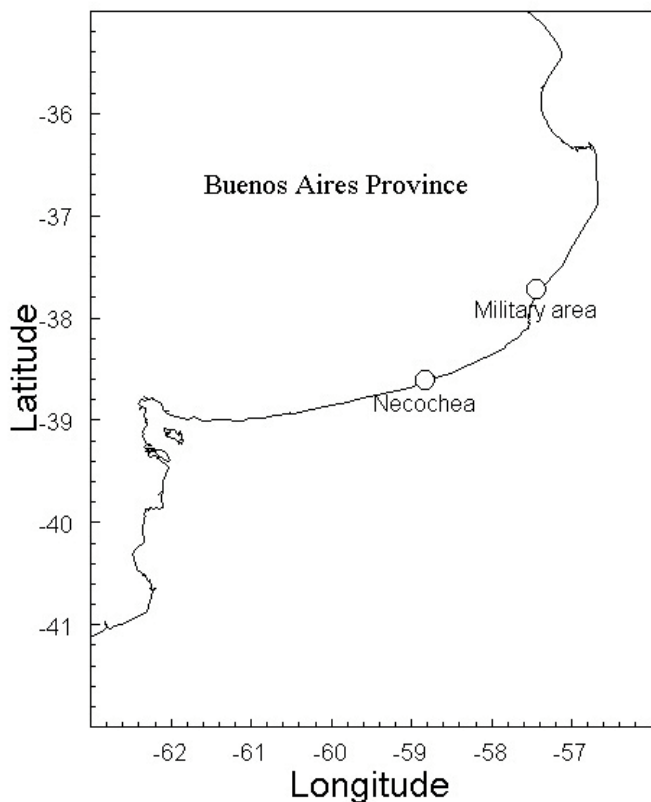 -36
Buenos Aires Province
-37
Military area
-38
Latitude
Necochea
-39
-40
-41
-62 -61 -60 -59 -58 -57
Longitude